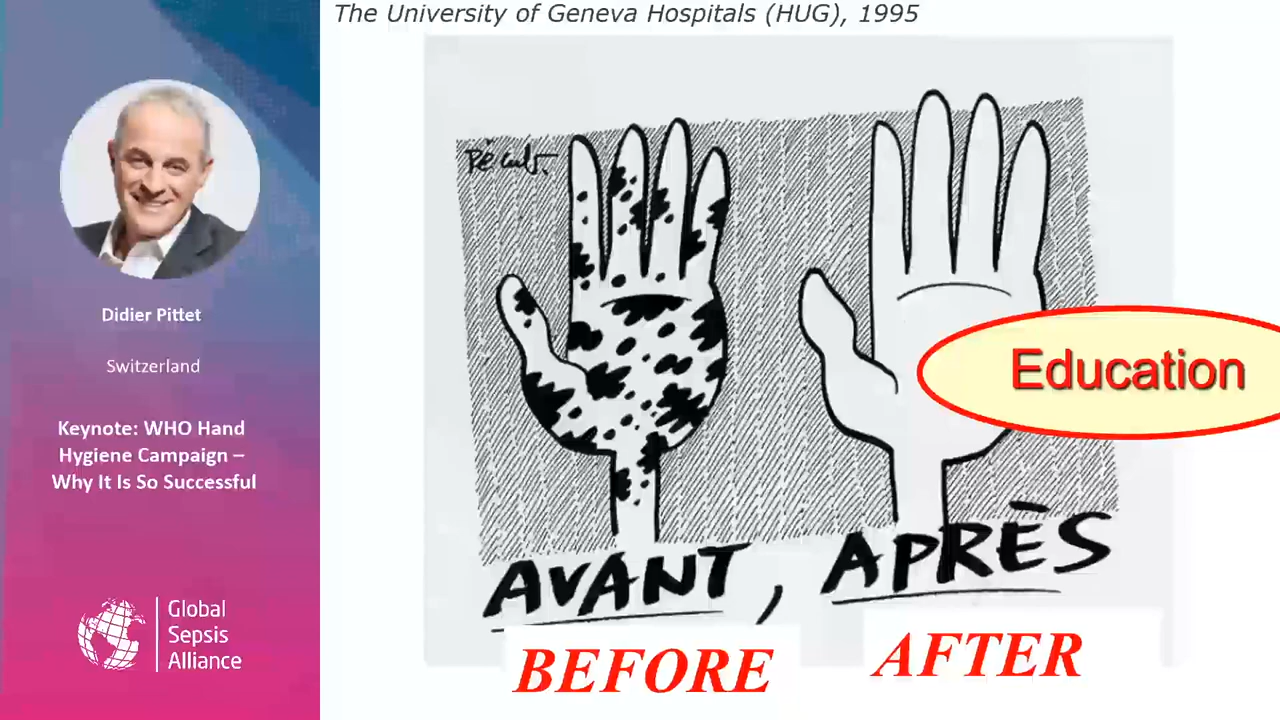 The University of Geneva Hospitals (HUG), 1995
Didier Pittet
Switzerland
Keynote: WHO Hand
Hygiene Campaign –
Why It Is So Successful
Global
Sepsis
Alliance
Education
AVANT, APRÈS
BEFORE AFTER